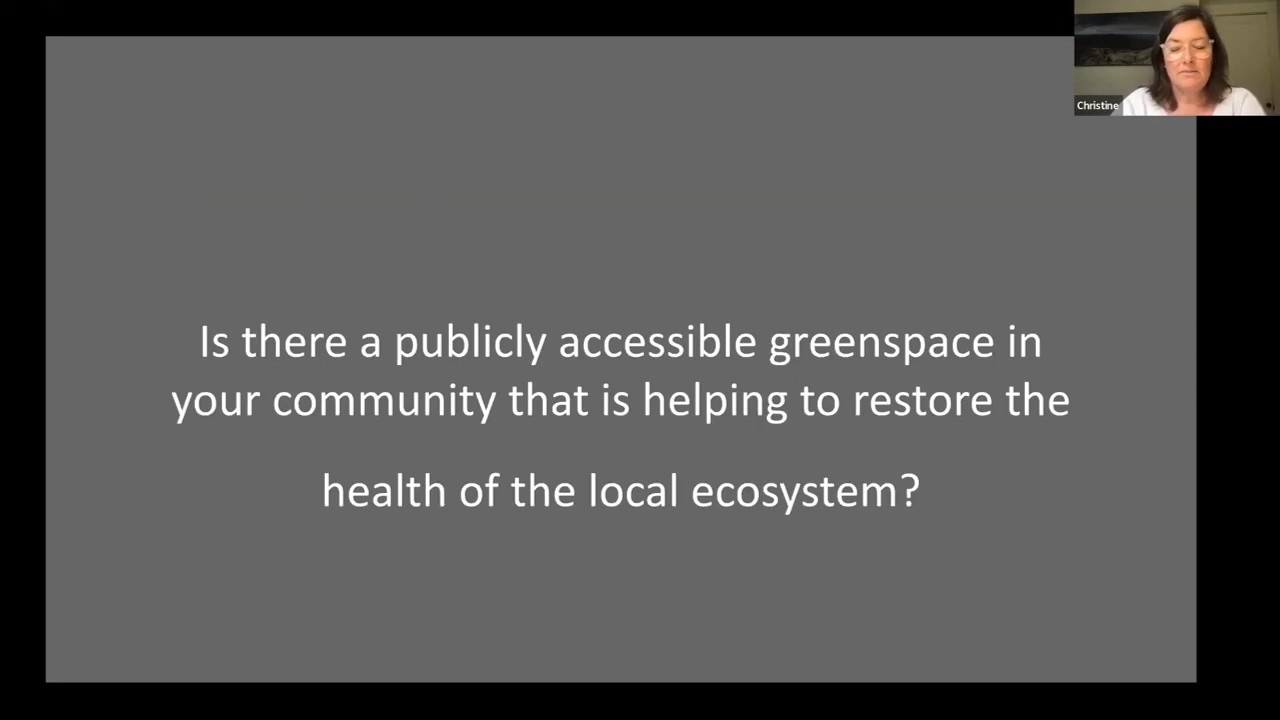 Christine
Is there a publicly accessible greenspace in
your community that is helping to restore the
health of the local ecosystem?